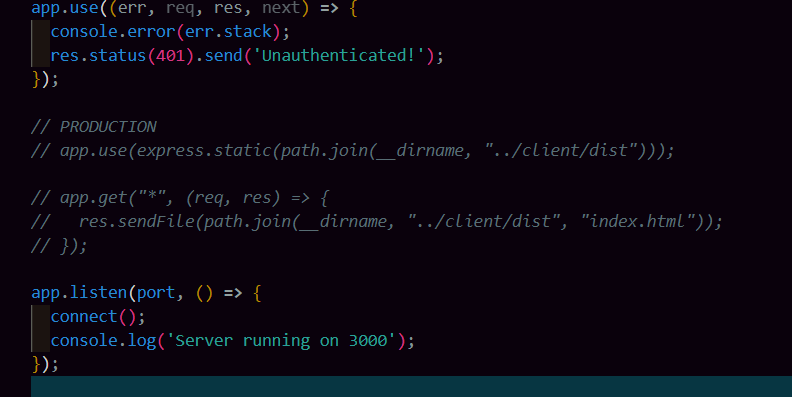 app.use((err, req, res, next) => {
  console.error(err.stack);
  res.status(401).send('Unauthenticated!');
});
// PRODUCTION
// app.use(express.static(path.join(__dirname, "../client/dist")));
// app.get("*", (req, res) => {
//   res.sendFile(path.join(__dirname, "../client/dist", "index.html"));
// });
app.listen(port, () => {
  connect();
  console.log('Server running on 3000');
});